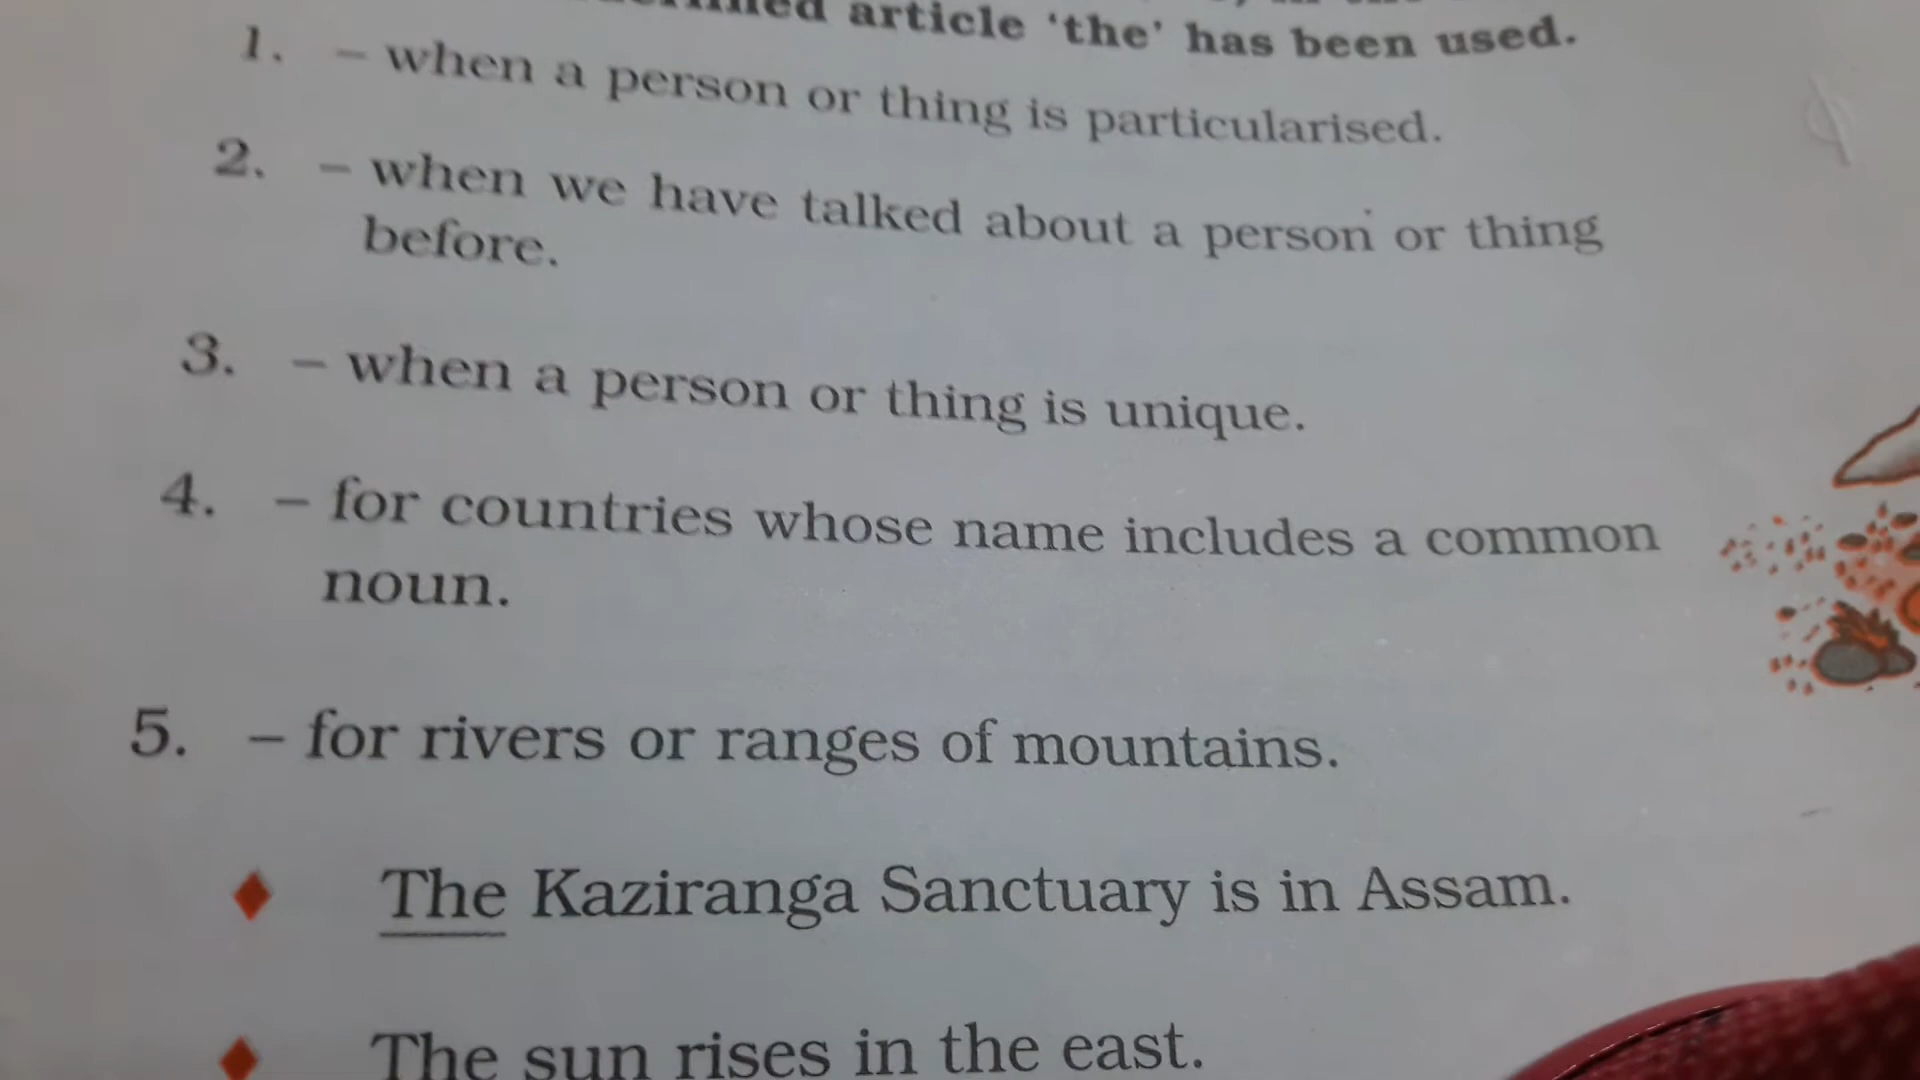 article 'the' has been used.
1. – when a person or thing is particularised.
2. – when we have talked about a person or thing
before.
3. – when a person or thing is unique.
4. – for countries whose name includes a common
noun.
5. – for rivers or ranges of mountains.
The Kaziranga Sanctuary is in Assam.
The sun rises in the east.